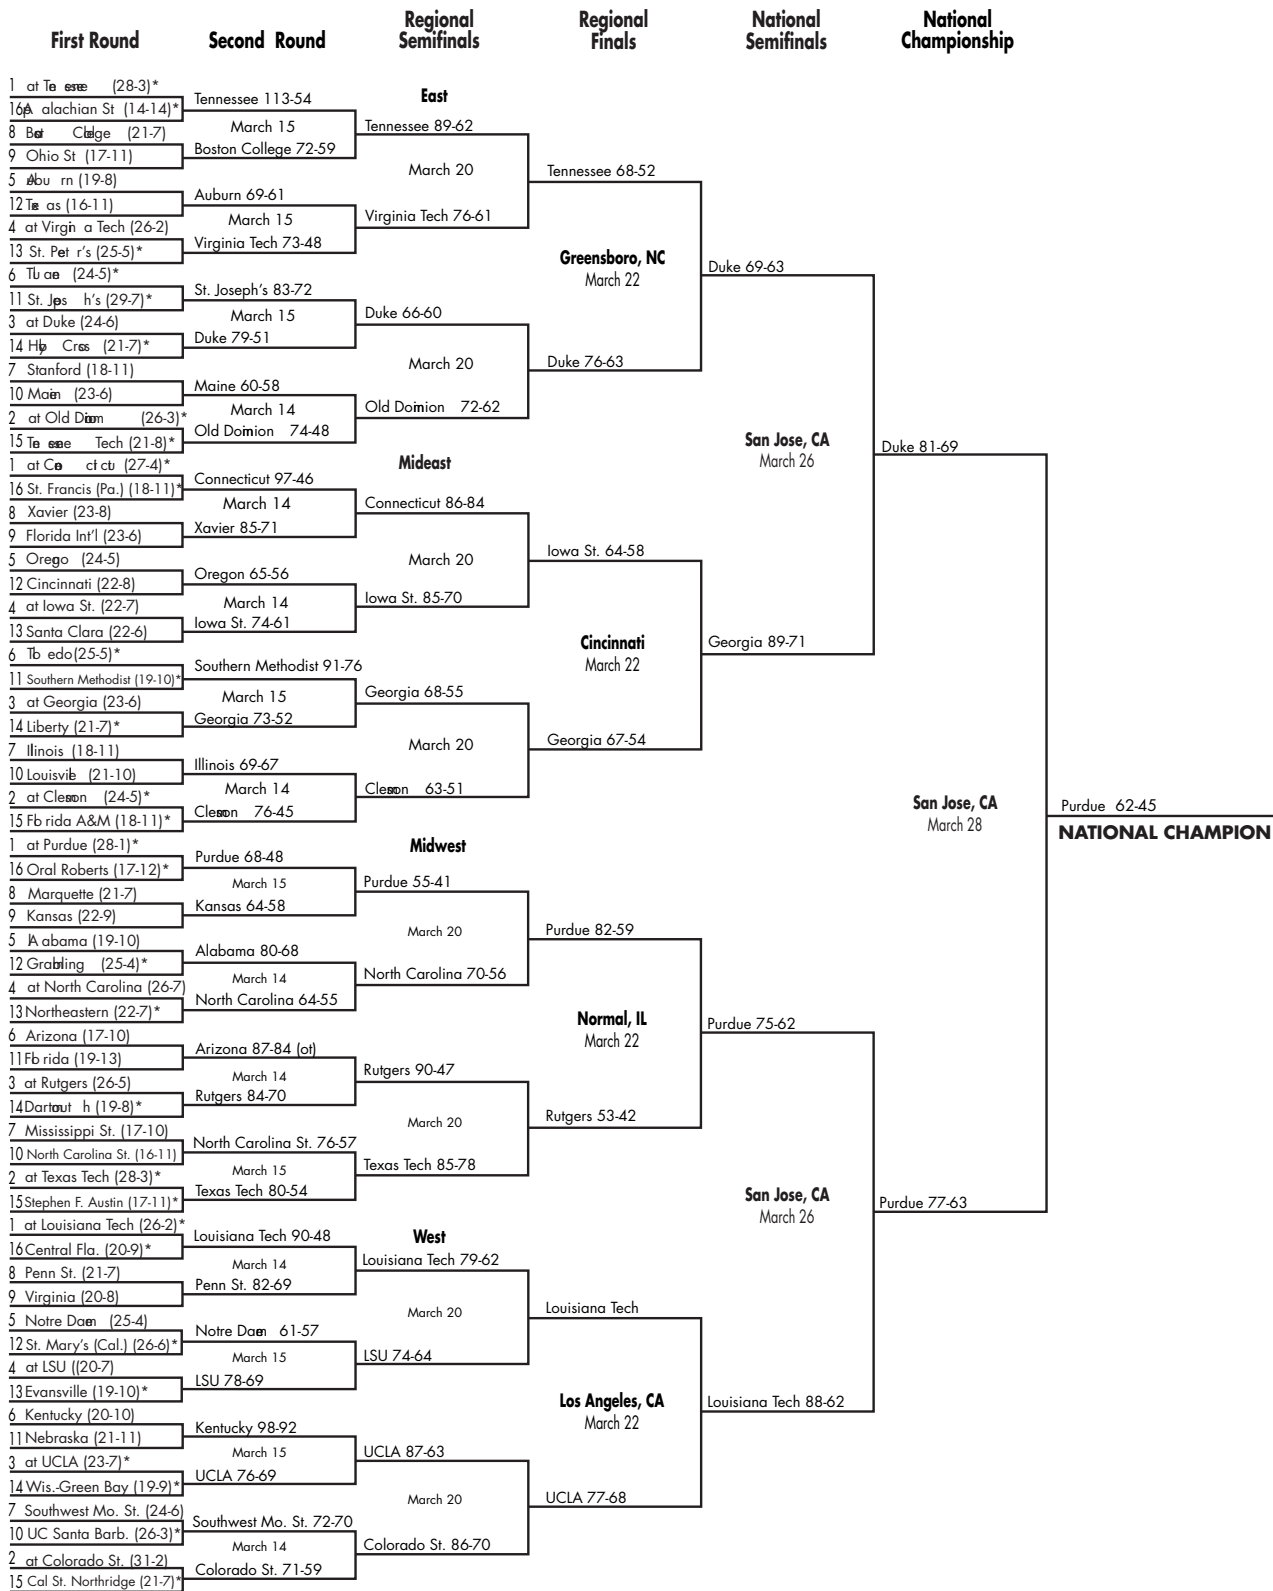 First Round
Second Round
Regional
Semifinals
Regional
Finals
National
Semifinals
National
Championship
1 at Tennessee (28-3)*
16 Appalachian St (14-14)*
8 Boston College (21-7)
9 Ohio St (17-11)
5 Auburn (19-8)
12 Texas (16-11)
4 at Virginia Tech (26-2)
13 St. Peter's (25-5)*
6 Tulane (24-5)*
11 St. Joseph's (29-7)*
3 at Duke (24-6)
14 Holy Cross (21-7)*
7 Stanford (18-11)
10 Maine (23-6)
2 at Old Dominion (26-3)*
15 Tennessee Tech (21-8)*
1 at Connecticut (27-4)*
16 St. Francis (Pa.) (18-11)*
8 Xavier (23-8)
9 Florida Int'l (23-6)
5 Oregon (24-5)
12 Cincinnati (22-8)
4 at Iowa St. (22-7)
13 Santa Clara (22-6)
6 Toledo (25-5)*
11 Southern Methodist (19-10)*
3 at Georgia (23-6)
14 Liberty (21-7)*
7 Illinois (18-11)
10 Louisville (21-10)
2 at Clemson (24-5)*
15 Florida A&M (18-11)*
1 at Purdue (28-1)*
16 Oral Roberts (17-12)*
8 Marquette (21-7)
9 Kansas (22-9)
5 Alabama (19-10)
12 Grambling (25-4)*
4 at North Carolina (26-7)
13 Northeastern (22-7)*
6 Arizona (17-10)
11 Florida (19-13)
3 at Rutgers (26-5)
14 Dartmouth (19-8)*
7 Mississippi St. (17-10)
10 North Carolina St. (16-11)
2 at Texas Tech (28-3)*
15 Stephen F. Austin (17-11)*
1 at Louisiana Tech (26-2)*
16 Central Fla. (20-9)*
8 Penn St. (21-7)
9 Virginia (20-8)
5 Notre Dame (25-4)
12 St. Mary's (Cal.) (26-6)*
4 at LSU ((20-7)
13 Evansville (19-10)*
6 Kentucky (20-10)
11 Nebraska (21-11)
3 at UCLA (23-7)*
14 Wis.-Green Bay (19-9)*
7 Southwest Mo. St. (24-6)
10 UC Santa Barb. (26-3)*
2 at Colorado St. (31-2)
15 Cal St. Northridge (21-7)*
Tennessee 113-54
March 15
Boston College 72-59
Auburn 69-61
March 15
Virginia Tech 73-48
St. Joseph's 83-72
March 15
Duke 79-51
Maine 60-58
March 14
Old Dominion 74-48
Connecticut 97-46
March 14
Xavier 85-71
Oregon 65-56
March 14
Iowa St. 74-61
Southern Methodist 91-76
March 15
Georgia 73-52
Illinois 69-67
March 14
Clemson 76-45
Purdue 68-48
March 15
Kansas 64-58
Alabama 80-68
March 14
North Carolina 64-55
Arizona 87-84 (ot)
March 14
Rutgers 84-70
North Carolina St. 76-57
March 15
Texas Tech 80-54
Louisiana Tech 90-48
March 14
Penn St. 82-69
Notre Dame 61-57
March 15
LSU 78-69
Kentucky 98-92
March 15
UCLA 76-69
Southwest Mo. St. 72-70
March 14
Colorado St. 71-59
East
Tennessee 89-62
March 20
Virginia Tech 76-61
Duke 66-60
March 20
Old Dominion 72-62
Mideast
Connecticut 86-84
March 20
Iowa St. 85-70
Georgia 68-55
March 20
Clemson 63-51
Midwest
Purdue 55-41
March 20
North Carolina 70-56
Rutgers 90-47
March 20
Texas Tech 85-78
West
Louisiana Tech 79-62
March 20
LSU 74-64
UCLA 87-63
March 20
Colorado St. 86-70
Tennessee 68-52
Greensboro, NC
March 22
Duke 76-63
Iowa St. 64-58
Cincinnati
March 22
Georgia 67-54
Purdue 82-59
Normal, IL
March 22
Rutgers 53-42
Louisiana Tech
Los Angeles, CA
March 22
UCLA 77-68
Duke 69-63
San Jose, CA
March 26
Georgia 89-71
Purdue 75-62
San Jose, CA
March 26
Louisiana Tech 88-62
Duke 81-69
San Jose, CA
March 28
Purdue 77-63
Purdue 62-45
NATIONAL CHAMPION